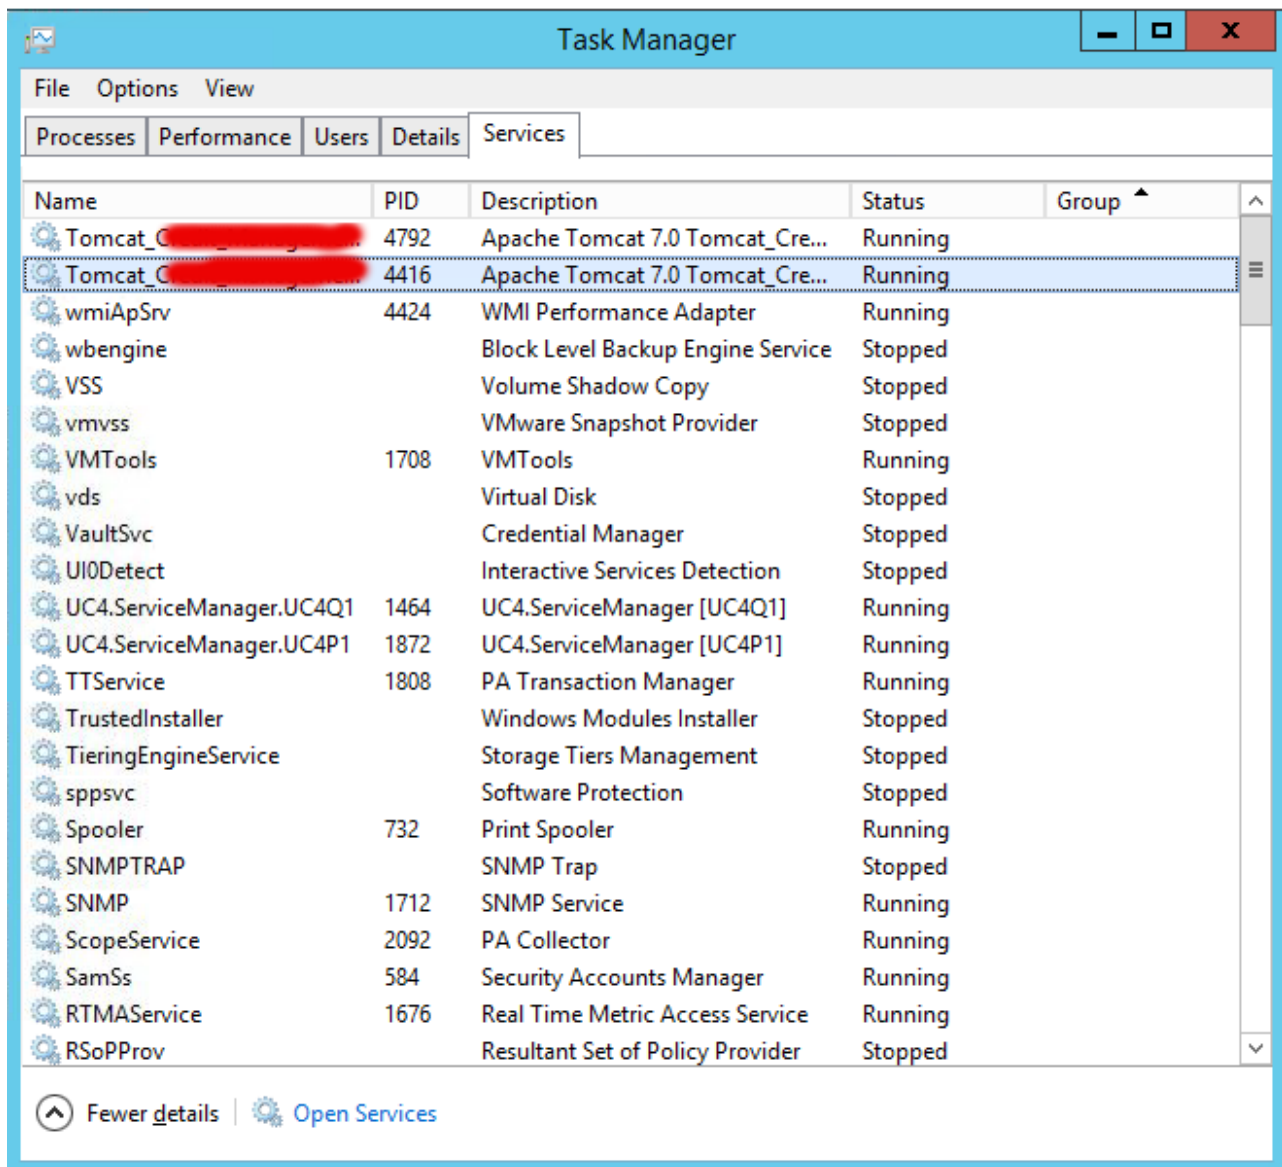 Task Manager
File Options View
Processes Performance Users Details Services
Name PID Description Status Group
Tomcat_ 4792 Apache Tomcat 7.0 Tomcat_Cre... Running
Tomcat_ 4416 Apache Tomcat 7.0 Tomcat_Cre... Running
wmiApSrv 4424 WMI Performance Adapter Running
wbengine Block Level Backup Engine Service Stopped
VSS Volume Shadow Copy Stopped
vmvss VMware Snapshot Provider Stopped
VMTools 1708 VMTools Running
vds Virtual Disk Stopped
VaultSvc Credential Manager Stopped
UI0Detect Interactive Services Detection Stopped
UC4.ServiceManager.UC4Q1 1464 UC4.ServiceManager [UC4Q1] Running
UC4.ServiceManager.UC4P1 1872 UC4.ServiceManager [UC4P1] Running
TTService 1808 PA Transaction Manager Running
TrustedInstaller Windows Modules Installer Stopped
TieringEngineService Storage Tiers Management Stopped
sppsvc Software Protection Stopped
Spooler 732 Print Spooler Running
SNMPTRAP SNMP Trap Stopped
SNMP 1712 SNMP Service Running
ScopeService 2092 PA Collector Running
SamSs 584 Security Accounts Manager Running
RTMAService 1676 Real Time Metric Access Service Running
RSoPProv Resultant Set of Policy Provider Stopped
Fewer details Open Services